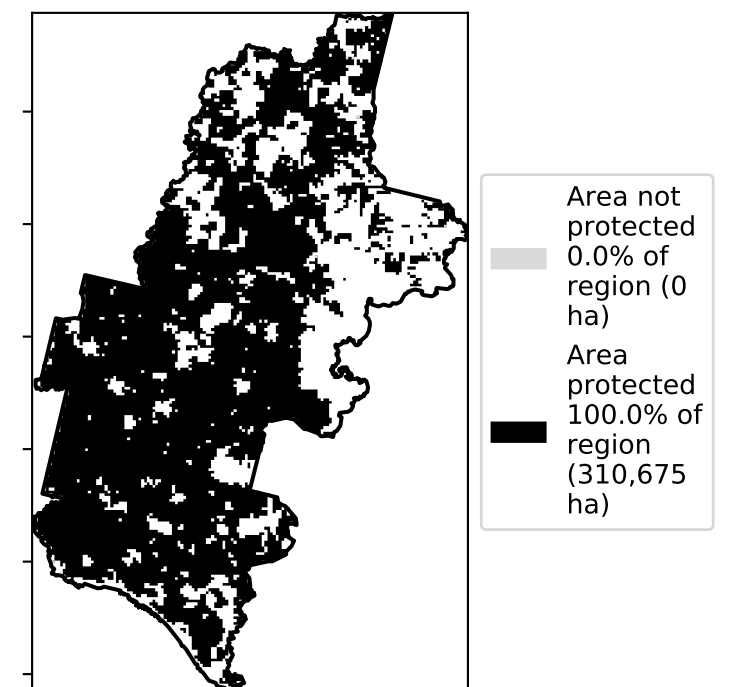 Area not
protected
0.0% of
region (0
ha)
Area
protected
100.0% of
region
(310,675
ha)